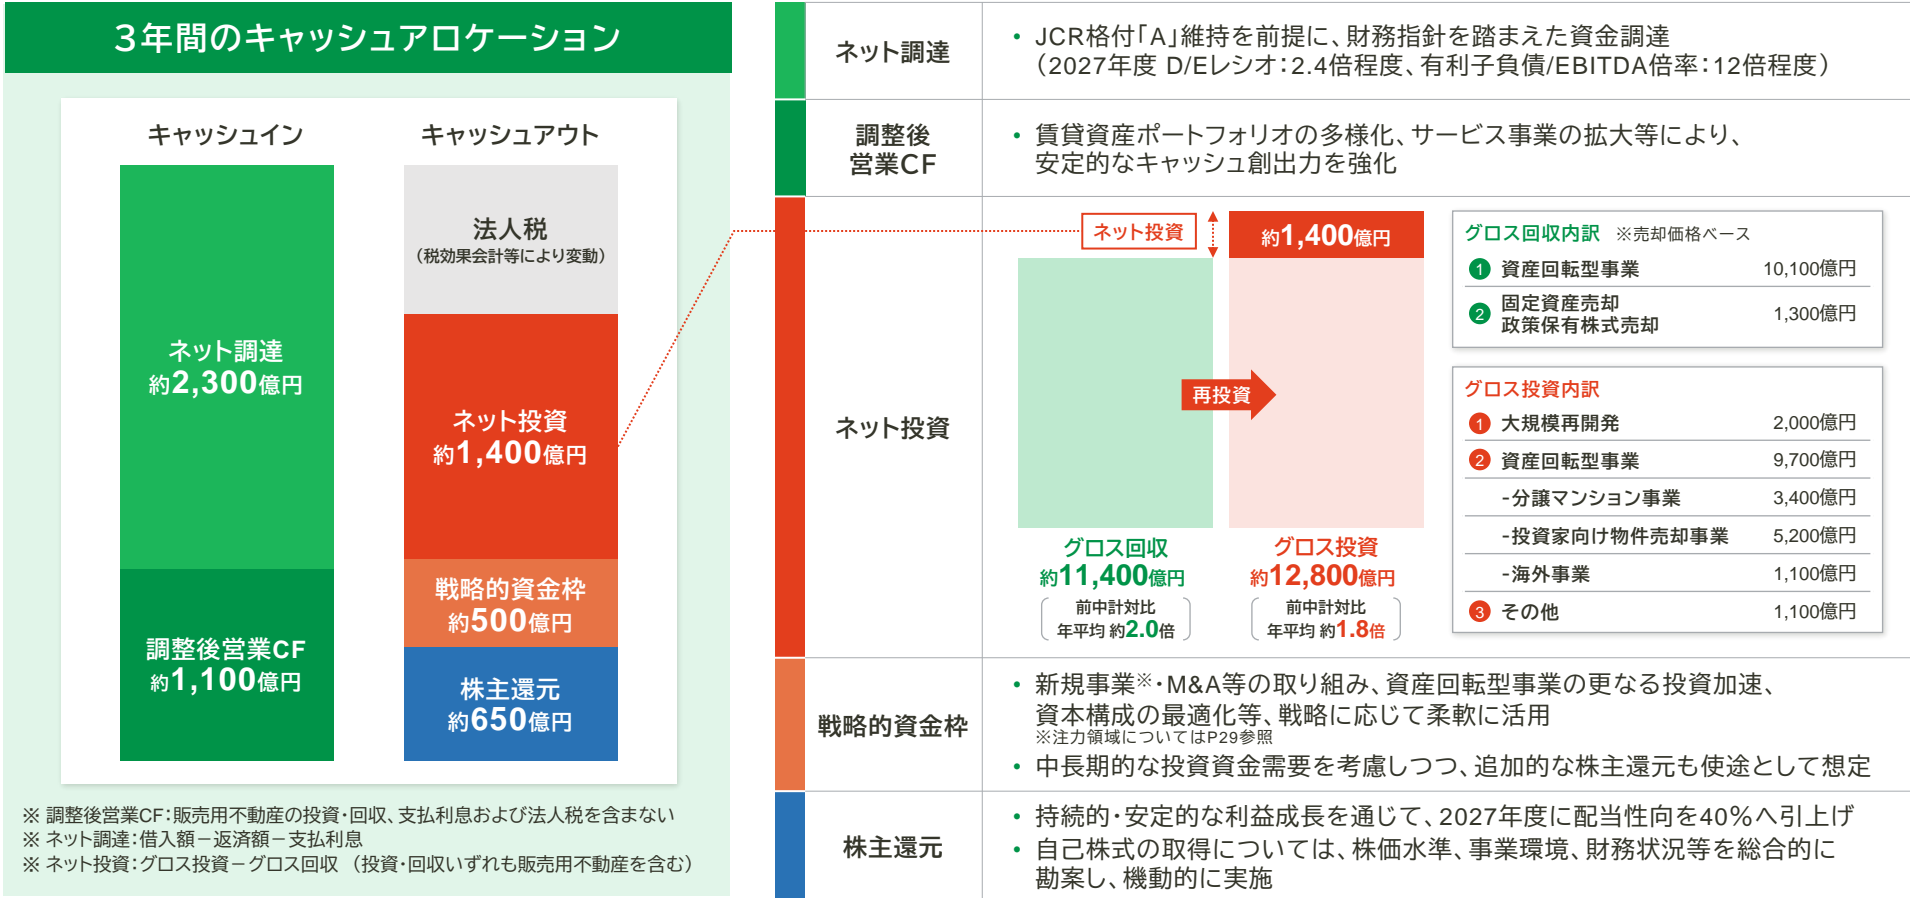 3年間のキャッシュアロケーション
キャッシュイン
キャッシュアウト
ネット調達
約2,300億円
調整後営業CF
約1,100億円
法人税
（税効果会計等により変動）
ネット投資
約1,400億円
戦略的資金枠
約500億円
株主還元
約650億円
※ 調整後営業CF：販売用不動産の投資・回収、支払利息および法人税を含まない
※ ネット調達：借入額－返済額－支払利息
※ ネット投資：グロス投資－グロス回収 （投資・回収いずれも販売用不動産を含む）
ネット調達
• JCR格付「A」維持を前提に、財務指針を踏まえた資金調達
（2027年度 D/Eレシオ：2.4倍程度、有利子負債/EBITDA倍率：12倍程度）
調整後
営業CF
• 賃貸資産ポートフォリオの多様化、サービス事業の拡大等により、
安定的なキャッシュ創出力を強化
ネット投資
ネット投資
約1,400億円
再投資
グロス回収
約11,400億円
前中計対比
年平均 約2.0倍
グロス投資
約12,800億円
前中計対比
年平均 約1.8倍
グロス回収内訳 ※売却価格ベース
1 資産回転型事業 10,100億円
2 固定資産売却
政策保有株式売却 1,300億円
グロス投資内訳
1 大規模再開発 2,000億円
2 資産回転型事業 9,700億円
-分譲マンション事業 3,400億円
-投資家向け物件売却事業 5,200億円
-海外事業 1,100億円
3 その他 1,100億円
戦略的資金枠
• 新規事業※・M&A等の取り組み、資産回転型事業の更なる投資加速、
資本構成の最適化等、戦略に応じて柔軟に活用
※注力領域についてはP29参照
• 中長期的な投資資金需要を考慮しつつ、追加的な株主還元も使途として想定
株主還元
• 持続的・安定的な利益成長を通じて、2027年度に配当性向を40％へ引上げ
• 自己株式の取得については、株価水準、事業環境、財務状況等を総合的に
勘案し、機動的に実施